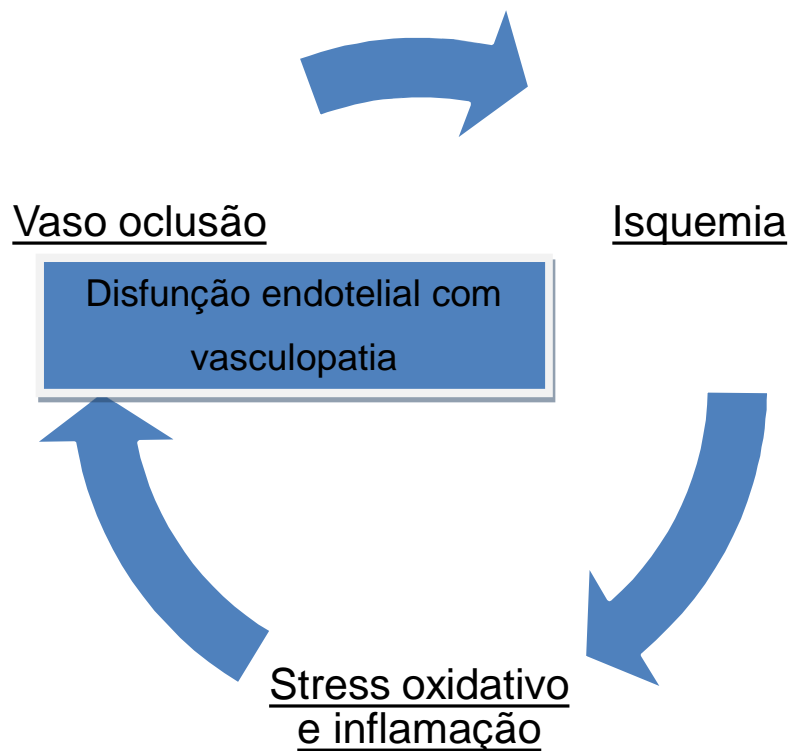 Vaso oclusão
Isquemia
Disfunção endotelial com
vasculopatia
Stress oxidativo
e inflamação